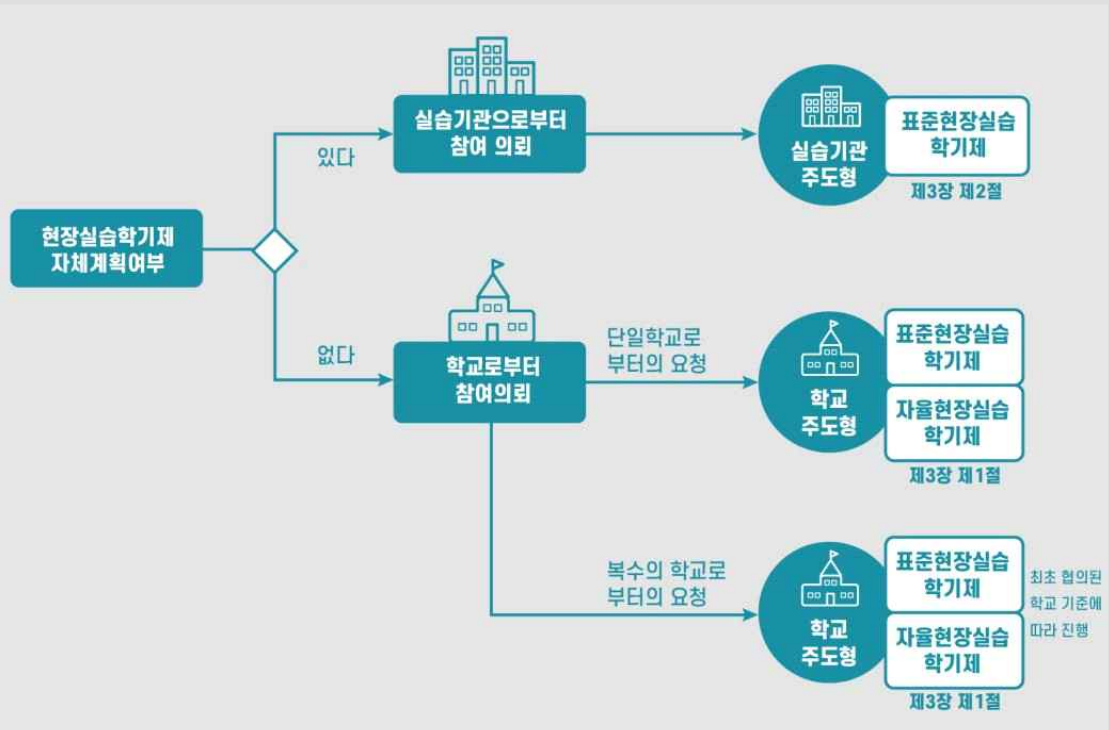 현장실습학기제
자체계획여부
있다
실습기관으로부터
참여 의뢰
실습기관
주도형
표준현장실습
학기제
제3장 제2절
없다
학교로부터
참여의뢰
단일학교로
부터의 요청
학교
주도형
표준현장실습
학기제
자율현장실습
학기제
제3장 제1절
복수의 학교로
부터의 요청
학교
주도형
표준현장실습
학기제
자율현장실습
학기제
제3장 제1절
최초 협의된
학교 기준에
따라 진행